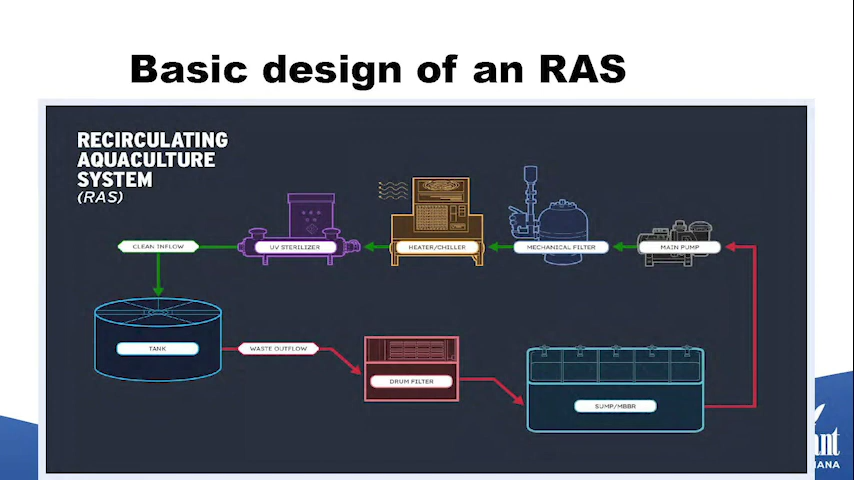 Basic design of an RAS
RECIRCULATING
AQUACULTURE
SYSTEM
(RAS)
CLEAN INFLOW
UV STERILIZER
HEATER/CHILLER
MECHANICAL FILTER
MAIN PUMP
TANK
WASTE OUTFLOW
DRUM FILTER
SUMP/MBBR